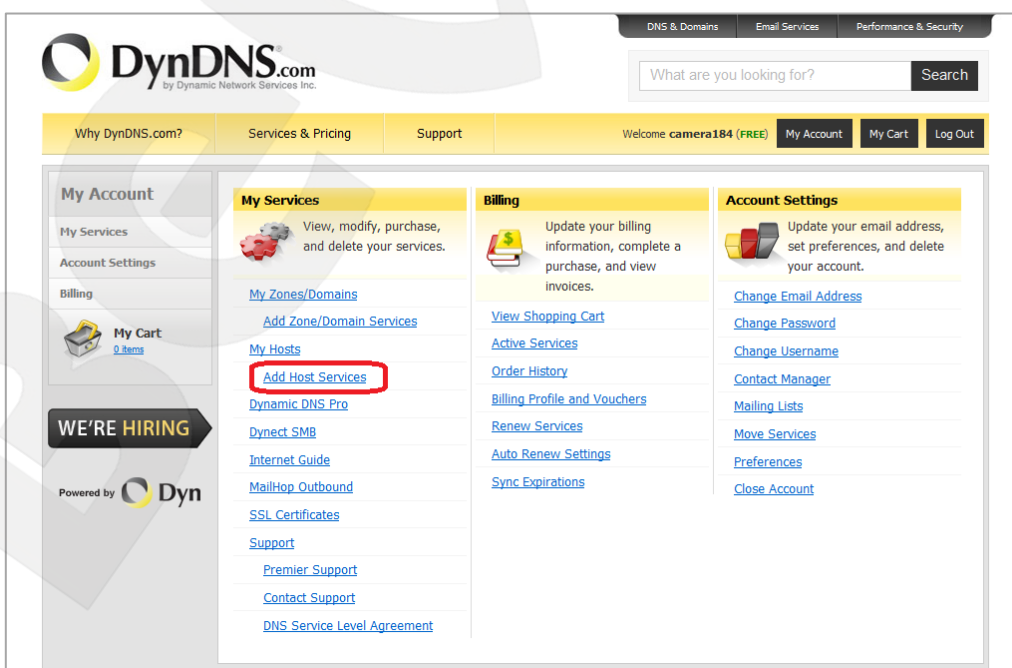 DNS & Domains
Email Services
Performance & Security
DynDNS.com
by Dynamic Network Services Inc.
What are you looking for?
Search
Why DynDNS.com?
Services & Pricing
Support
Welcome camera184 (FREE)
My Account
My Cart
Log Out
My Account
My Services
Account Settings
Billing
My Cart
0 items
WE'RE HIRING
Powered by Dyn
My Services
View, modify, purchase,
and delete your services.
My Zones/Domains
Add Zone/Domain Services
My Hosts
Add Host Services
Dynamic DNS Pro
Dynect SMB
Internet Guide
MailHop Outbound
SSL Certificates
Support
Premier Support
Contact Support
DNS Service Level Agreement
Billing
Update your billing
information, complete a
purchase, and view
invoices.
View Shopping Cart
Active Services
Order History
Billing Profile and Vouchers
Renew Services
Auto Renew Settings
Sync Expirations
Account Settings
Update your email address,
set preferences, and delete
your account.
Change Email Address
Change Password
Change Username
Contact Manager
Mailing Lists
Move Services
Preferences
Close Account